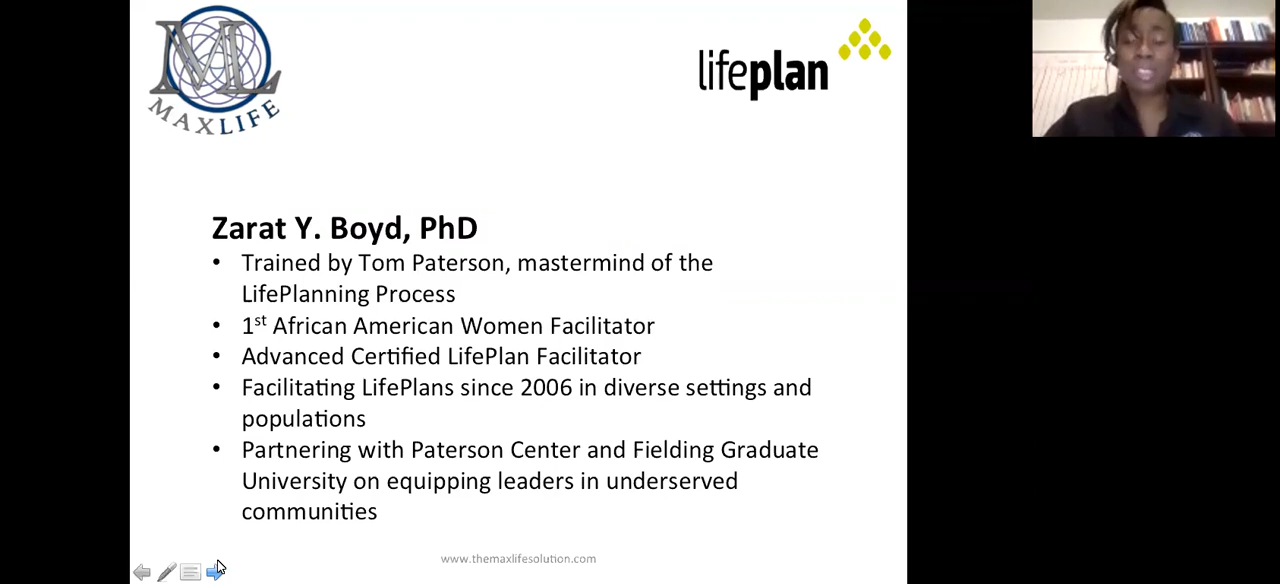 ML
MAXLIFE
lifeplan
Zarat Y. Boyd, PhD
• Trained by Tom Paterson, mastermind of the
LifePlanning Process
• 1st African American Women Facilitator
• Advanced Certified LifePlan Facilitator
• Facilitating LifePlans since 2006 in diverse settings and
populations
• Partnering with Paterson Center and Fielding Graduate
University on equipping leaders in underserved
communities
www.themaxlifesolution.com